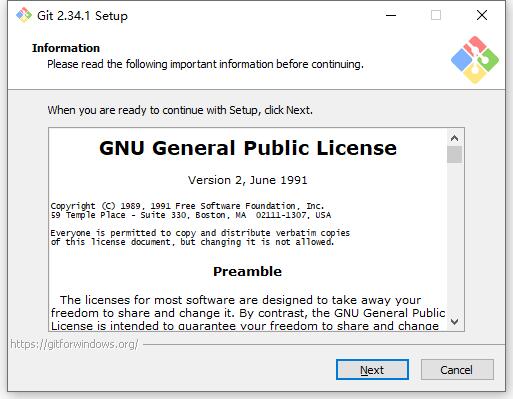 Git 2.34.1 Setup
Information
Please read the following important information before continuing.
When you are ready to continue with Setup, click Next.
GNU General Public License
Version 2, June 1991
Copyright (C) 1989, 1991 Free Software Foundation, Inc.
59 Temple Place - Suite 330, Boston, MA  02111-1307, USA
Everyone is permitted to copy and distribute verbatim copies
of this license document, but changing it is not allowed.
Preamble
The licenses for most software are designed to take away your
freedom to share and change it. By contrast, the GNU General Public
License is intended to guarantee your freedom to share and change
https://gitforwindows.org/
Next
Cancel